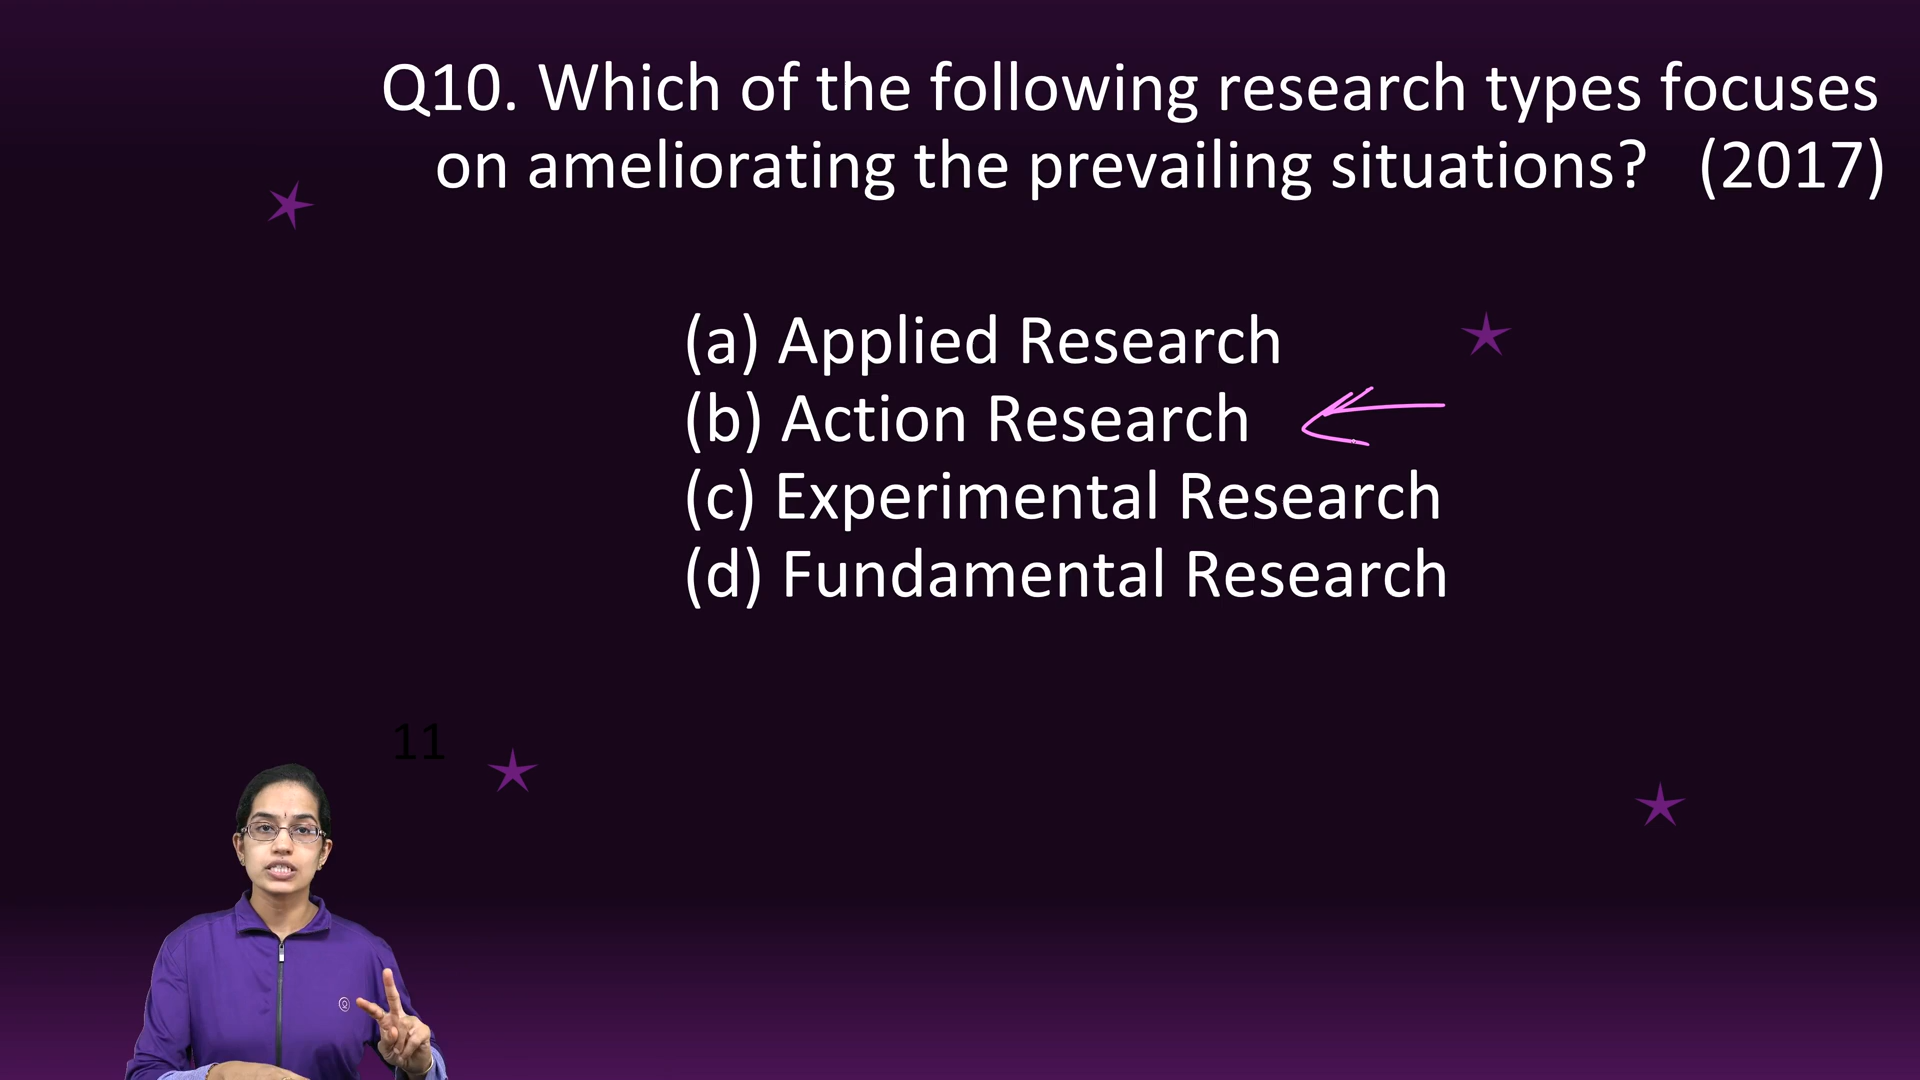 Q10. Which of the following research types focuses
on ameliorating the prevailing situations? (2017)
(a) Applied Research
(b) Action Research
(c) Experimental Research
(d) Fundamental Research
11